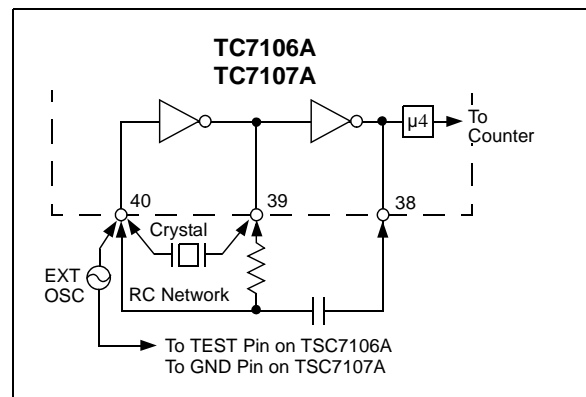 TC7106A
TC7107A
µ4
To
Counter
40
39
38
Crystal
EXT
OSC
RC Network
To TEST Pin on TSC7106A
To GND Pin on TSC7107A